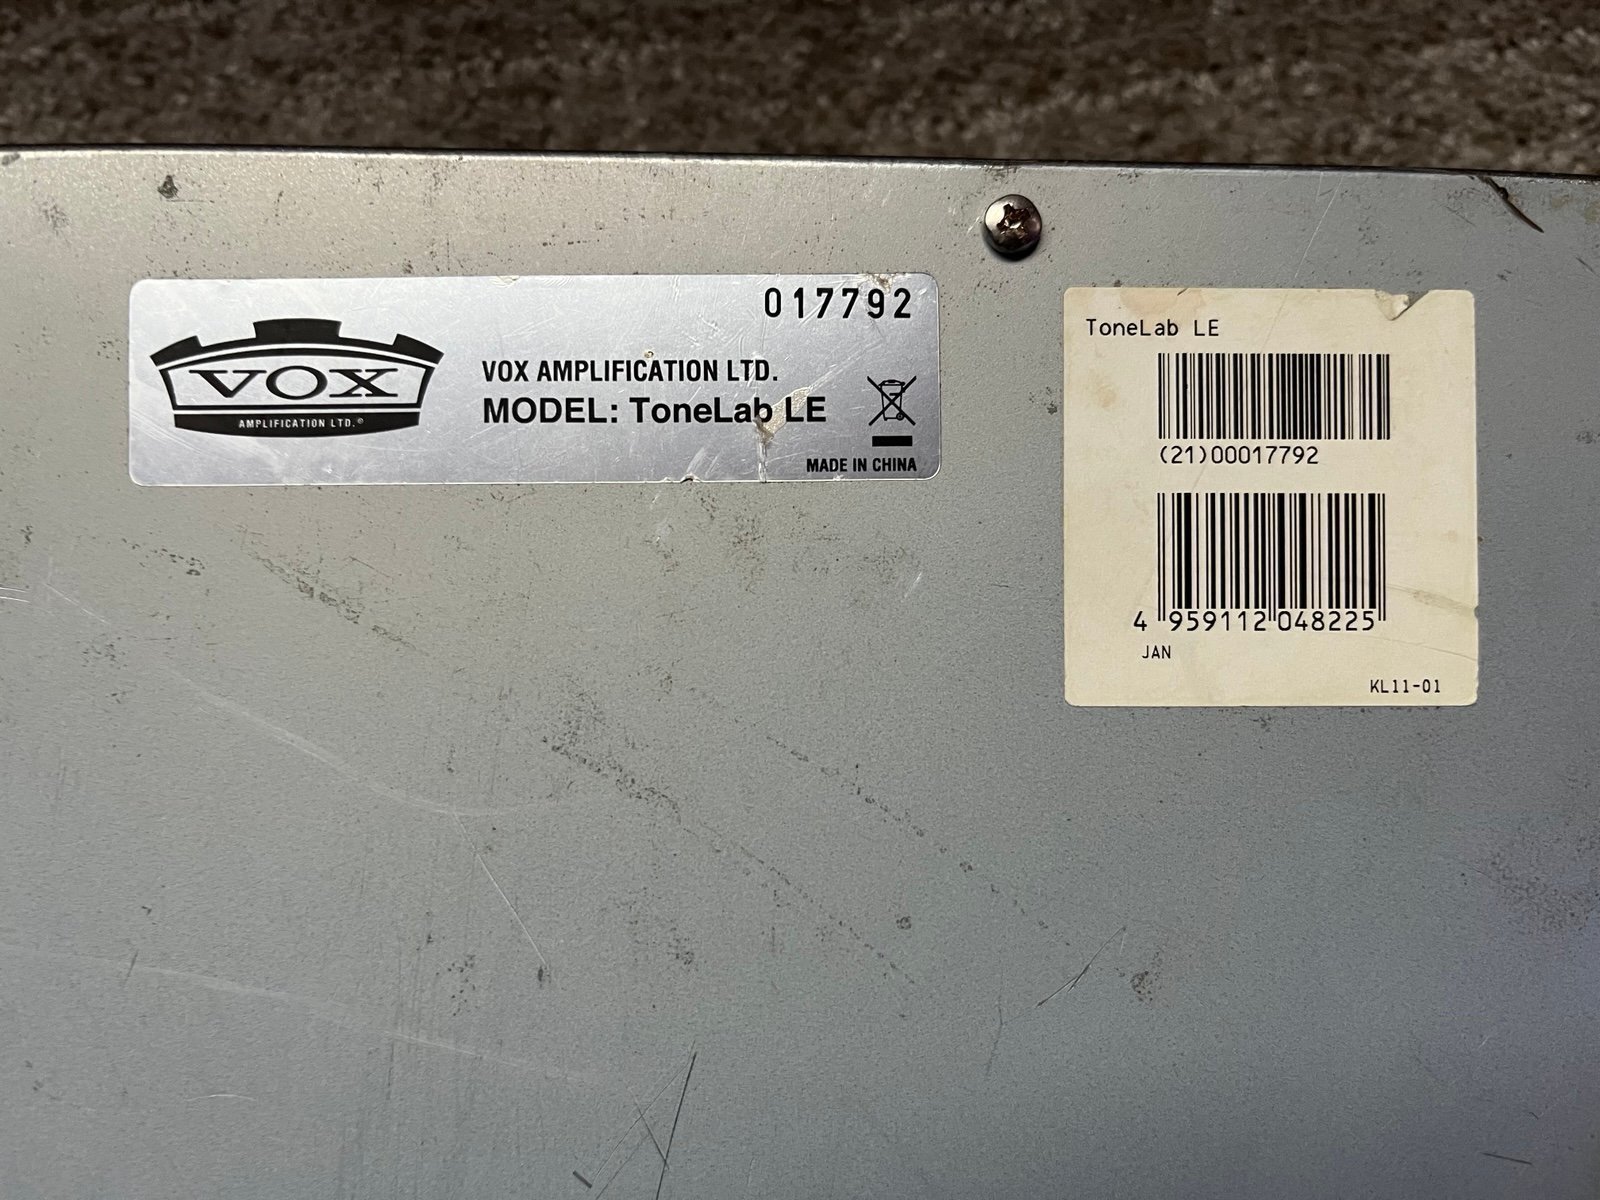 017792
VOX
AMPLIFICATION LTD.®
VOX AMPLIFICATION LTD.
MODEL: ToneLab LE
MADE IN CHINA
ToneLab LE
(21)00017792
4 959112 048225
JAN
KL11-01